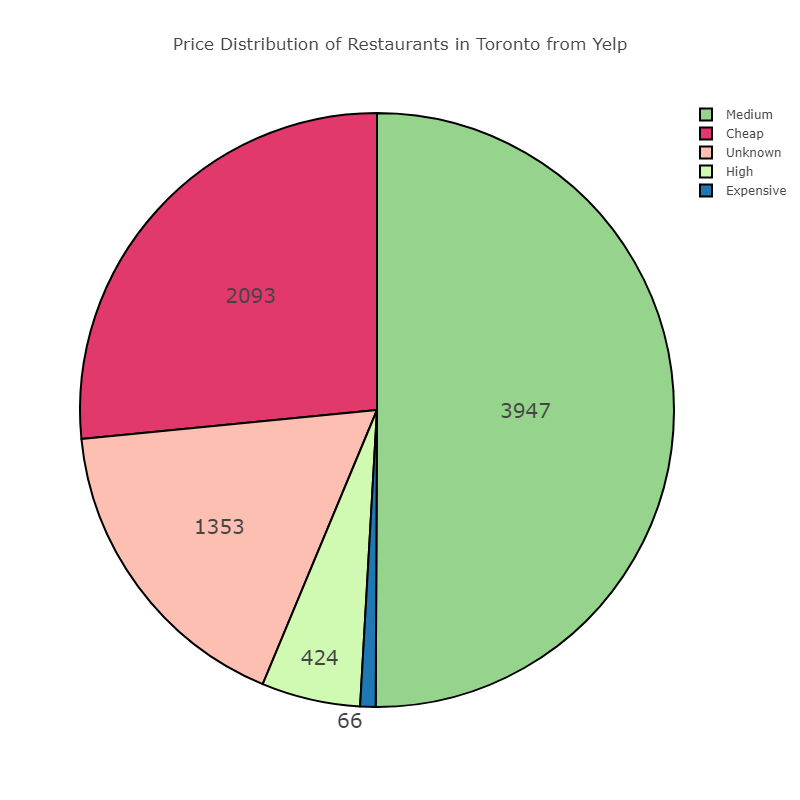 Price Distribution of Restaurants in Toronto from Yelp
Medium
Cheap
Unknown
High
Expensive
2093
3947
1353
424
66